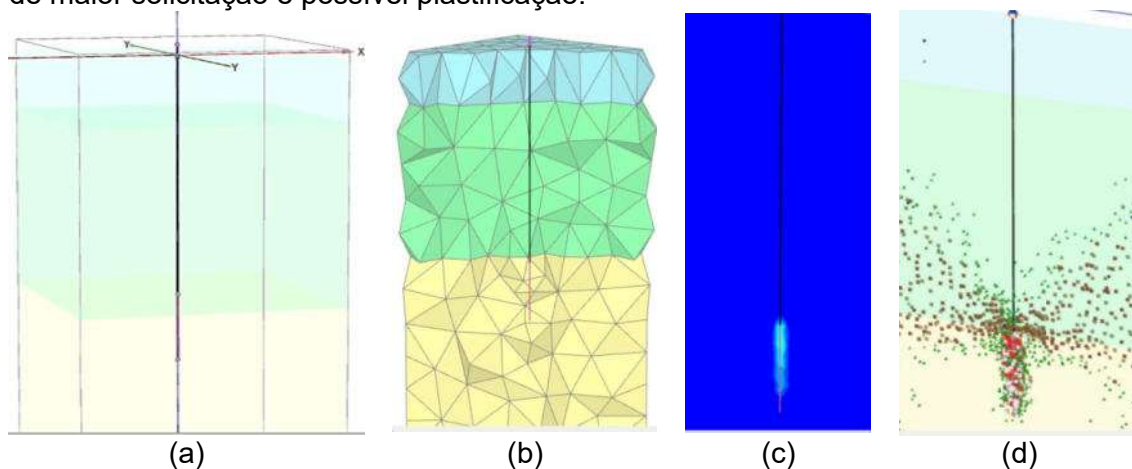 de maior solicitação e possível plastificação.
Y
X
Y
(a) (b) (c) (d)